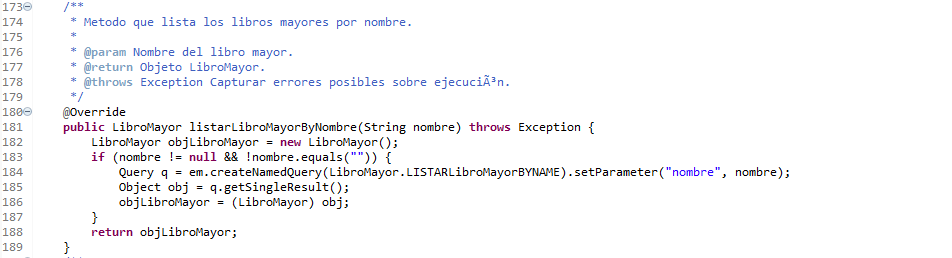 173 /**
174 * Metodo que lista los libros mayores por nombre.
175 *
176 * @param Nombre del libro mayor.
177 * @return Objeto LibroMayor.
178 * @throws Exception Capturar errores posibles sobre ejecuciÃ³n.
179 */
180 @Override
181 public LibroMayor listarLibroMayorByNombre(String nombre) throws Exception {
182 LibroMayor objLibroMayor = new LibroMayor();
183 if (nombre != null && !nombre.equals("")) {
184 Query q = em.createNamedQuery(LibroMayor.LISTARLibroMayorBYNAME).setParameter("nombre", nombre);
185 Object obj = q.getSingleResult();
186 objLibroMayor = (LibroMayor) obj;
187 }
188 return objLibroMayor;
189 }